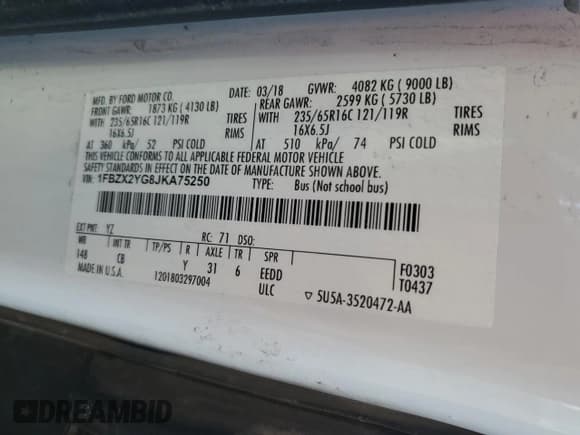 MFD. BY FORD MOTOR CO. DATE: 03/18 GVWR: 4082 KG ( 9000 LB)
FRONT GAWR: 1873 KG ( 4130 LB) REAR GAWR: 2599 KG ( 5730 LB)
WITH 235/65R16C 121/119R TIRES WITH 235/65R16C 121/119R TIRES
16X6.5J RIMS 16X6.5J RIMS
AT 360 kPa/ 52 PSI COLD AT 510 kPa/ 74 PSI COLD
THIS VEHICLE CONFORMS TO ALL APPLICABLE FEDERAL MOTOR VEHICLE
SAFETY STANDARDS IN EFFECT ON THE DATE OF MANUFACTURE SHOWN ABOVE.
VIN: 1FBZX2YG8JKA75250 TYPE: Bus (Not school bus)
EXT PNT: YZ RC: 71 DSO:
WB INT TR TP/PS R AXLE TR SPR F0303
148 CB Y 31 6 EEDD T0437
MADE IN U.S.A. 1201803297004 ULC ▽ 5U5A-3520472-AA
DREAMBID